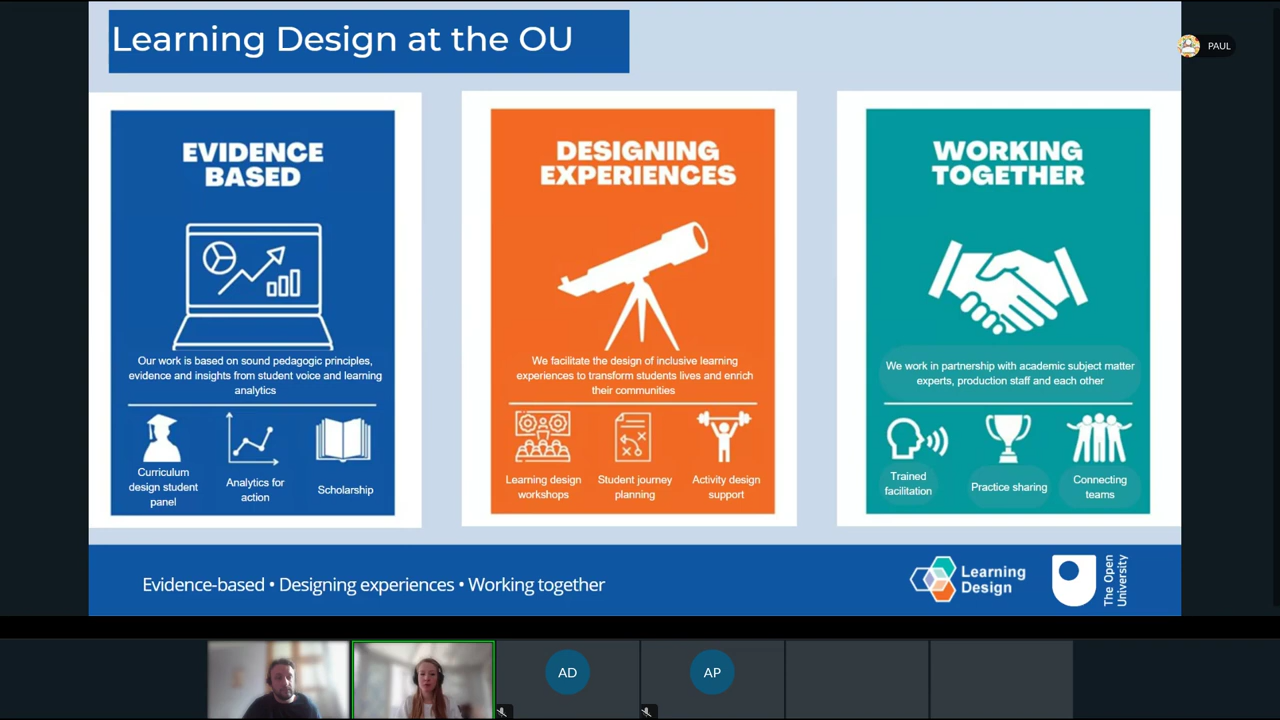 Learning Design at the OU
PAUL
EVIDENCE
BASED
Our work is based on sound pedagogic principles,
evidence and insights from student voice and learning
analytics
Curriculum
design student
panel
Analytics for
action
Scholarship
DESIGNING
EXPERIENCES
We facilitate the design of inclusive learning
experiences to transform students lives and enrich
their communities
Learning design
workshops
Student journey
planning
Activity design
support
WORKING
TOGETHER
We work in partnership with academic subject matter
experts, production staff and each other
Trained
facilitation
Practice sharing
Connecting
teams
Evidence-based • Designing experiences • Working together
Learning
Design
The Open
University
AD
AP